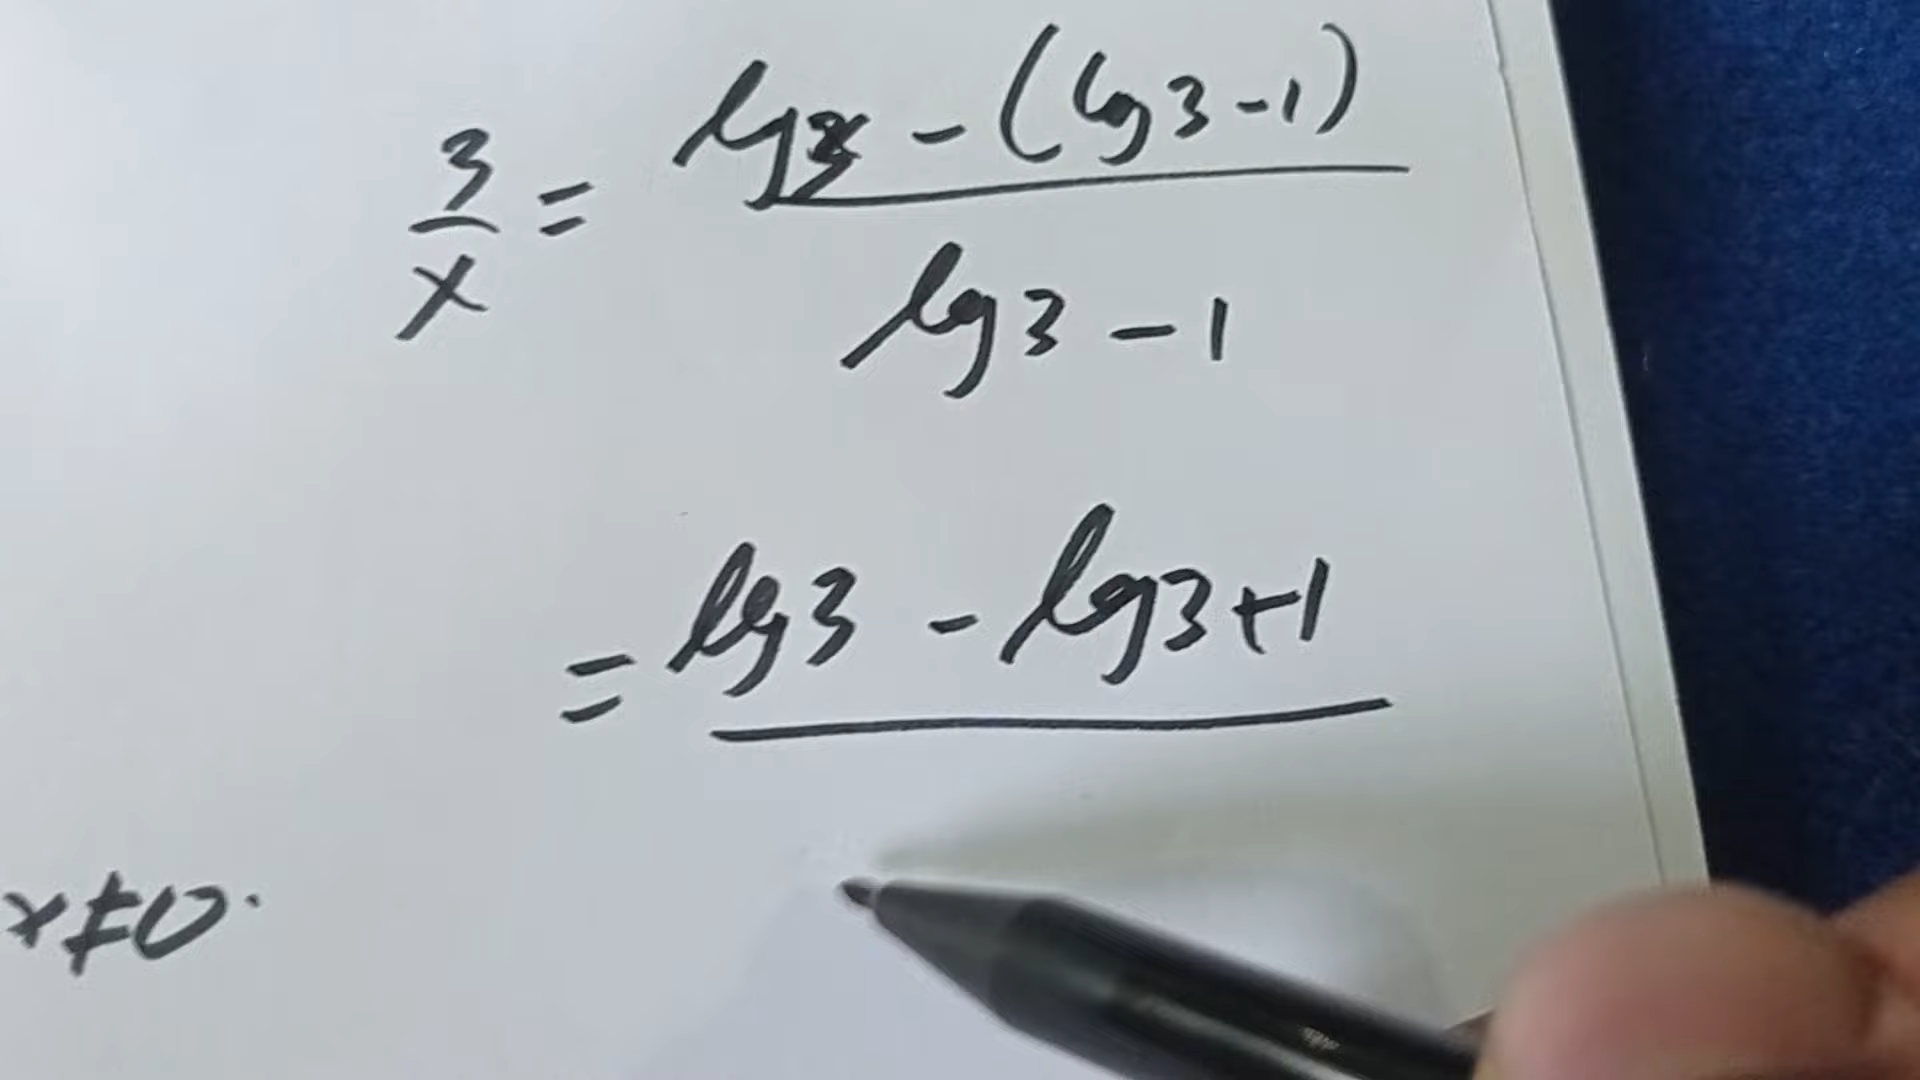 3/x = (lg3 - (lg3-1))/(lg3-1)
= (lg3 - lg3+1)/
x≠0.